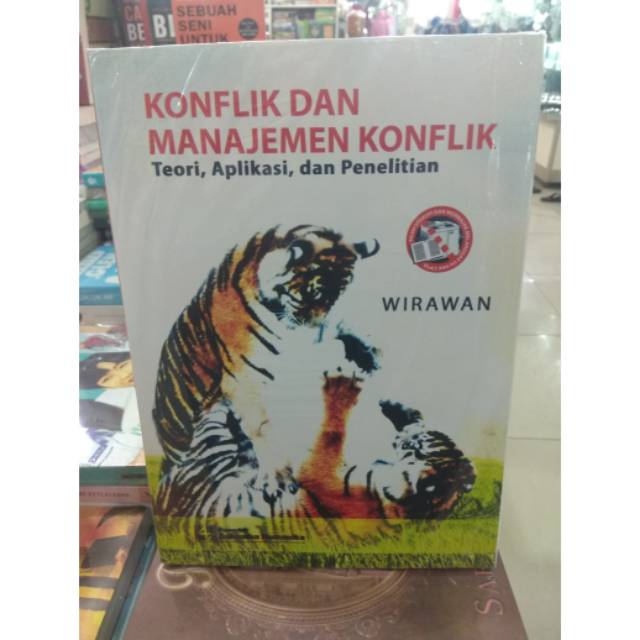 SEBUAH
SENI
UNTUK
KONFLIK DAN
MANAJEMEN KONFLIK
Teori, Aplikasi, dan Penelitian
WIRAWAN